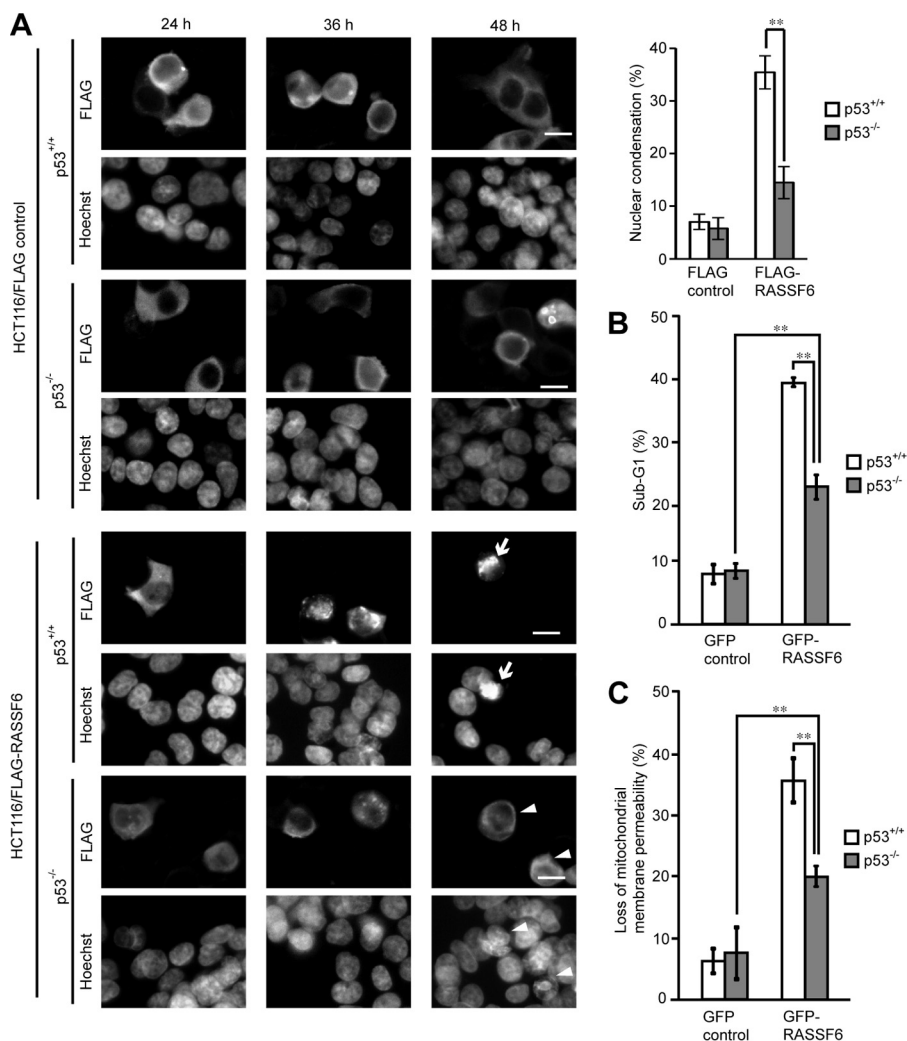 A
24 h
36 h
48 h
HCT116/FLAG control
p53+/+
FLAG
Hoechst
p53-/-
FLAG
Hoechst
HCT116/FLAG-RASSF6
p53+/+
FLAG
Hoechst
p53-/-
FLAG
Hoechst
**
Nuclear condensation (%)
40
30
20
10
0
p53+/+
p53-/-
FLAG
control
FLAG-
RASSF6
B
Sub-G1 (%)
50
40
30
20
10
0
**
**
p53+/+
p53-/-
GFP
control
GFP-
RASSF6
C
Loss of mitochondrial
membrane permeability (%)
50
40
30
20
10
0
**
**
p53+/+
p53-/-
GFP
control
GFP-
RASSF6